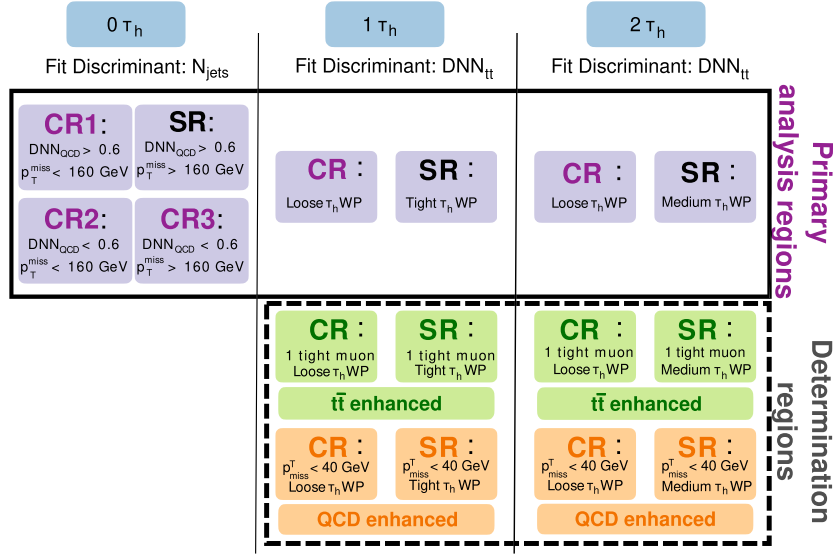 0 τh
Fit Discriminant: Njets
CR1:
DNNQCD > 0.6
pTmiss < 160 GeV
SR:
DNNQCD > 0.6
pTmiss > 160 GeV
CR2:
DNNQCD < 0.6
pTmiss < 160 GeV
CR3:
DNNQCD < 0.6
pTmiss > 160 GeV
1 τh
Fit Discriminant: DNNtt
CR:
Loose τh WP
SR:
Tight τh WP
CR:
1 tight muon
Loose τh WP
SR:
1 tight muon
Tight τh WP
tt̄ enhanced
CR:
pTmiss < 40 GeV
Loose τh WP
SR:
pTmiss < 40 GeV
Tight τh WP
QCD enhanced
2 τh
Fit Discriminant: DNNtt
CR:
Loose τh WP
SR:
Medium τh WP
CR:
1 tight muon
Loose τh WP
SR:
1 tight muon
Medium τh WP
tt̄ enhanced
CR:
pTmiss < 40 GeV
Loose τh WP
SR:
pTmiss < 40 GeV
Medium τh WP
QCD enhanced
Primary
analysis regions
Determination
regions